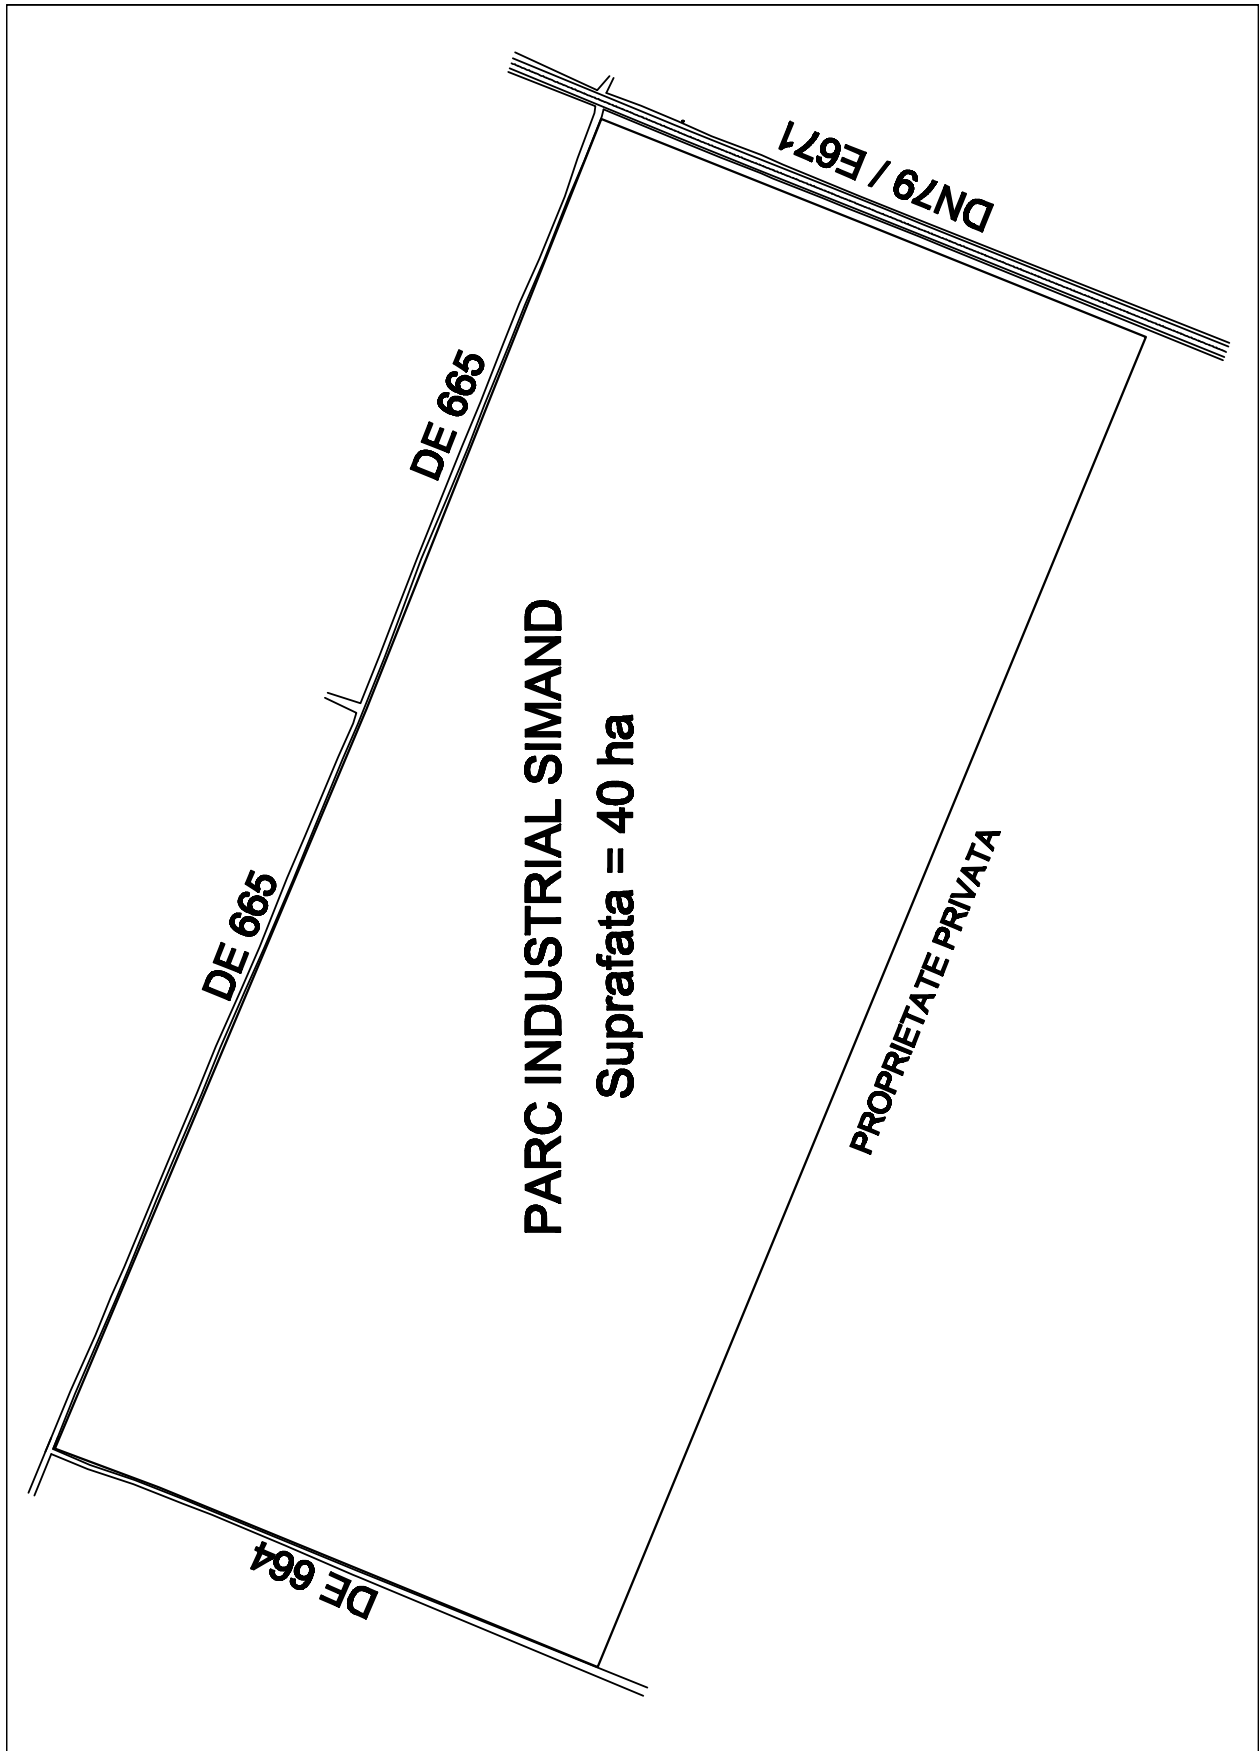 DN79 / E671
DE 665
PARC INDUSTRIAL SIMAND
Suprafata = 40 ha
DE 665
PROPRIETATE PRIVATA
DE 664